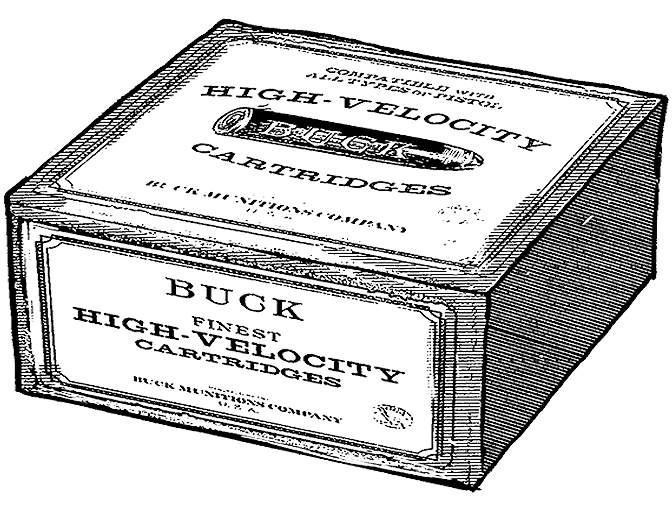 COMPATIBLE WITH
ALL TYPES OF PISTOL
HIGH-VELOCITY
BUCK
CARTRIDGES
BUCK MUNITIONS COMPANY
U.S.A.
BUCK
FINEST
HIGH-VELOCITY
CARTRIDGES
BUCK MUNITIONS COMPANY
U.S.A.